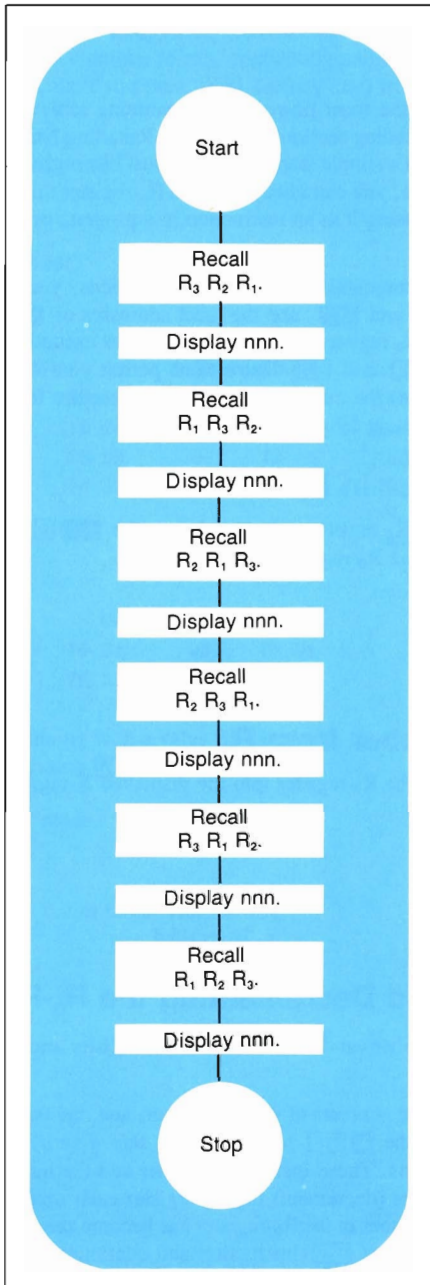 Start
Recall
R₃ R₂ R₁.
Display nnn.
Recall
R₁ R₃ R₂.
Display nnn.
Recall
R₂ R₁ R₃.
Display nnn.
Recall
R₂ R₃ R₁.
Display nnn.
Recall
R₃ R₁ R₂.
Display nnn.
Recall
R₁ R₂ R₃.
Display nnn.
Stop